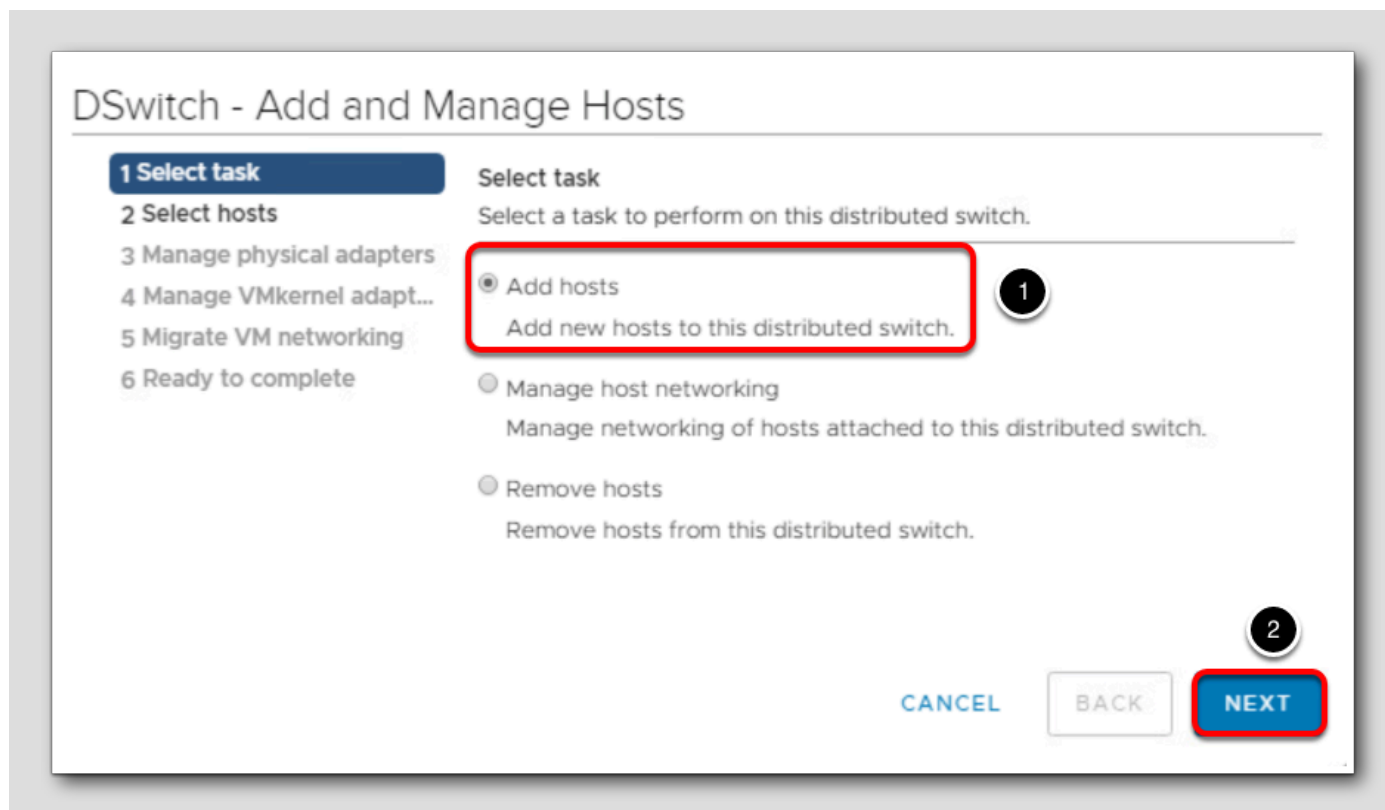 DSwitch - Add and Manage Hosts
1 Select task
2 Select hosts
3 Manage physical adapters
4 Manage VMkernel adapt...
5 Migrate VM networking
6 Ready to complete
Select task
Select a task to perform on this distributed switch.
Add hosts
Add new hosts to this distributed switch.
1
Manage host networking
Manage networking of hosts attached to this distributed switch.
Remove hosts
Remove hosts from this distributed switch.
2
CANCEL
BACK
NEXT